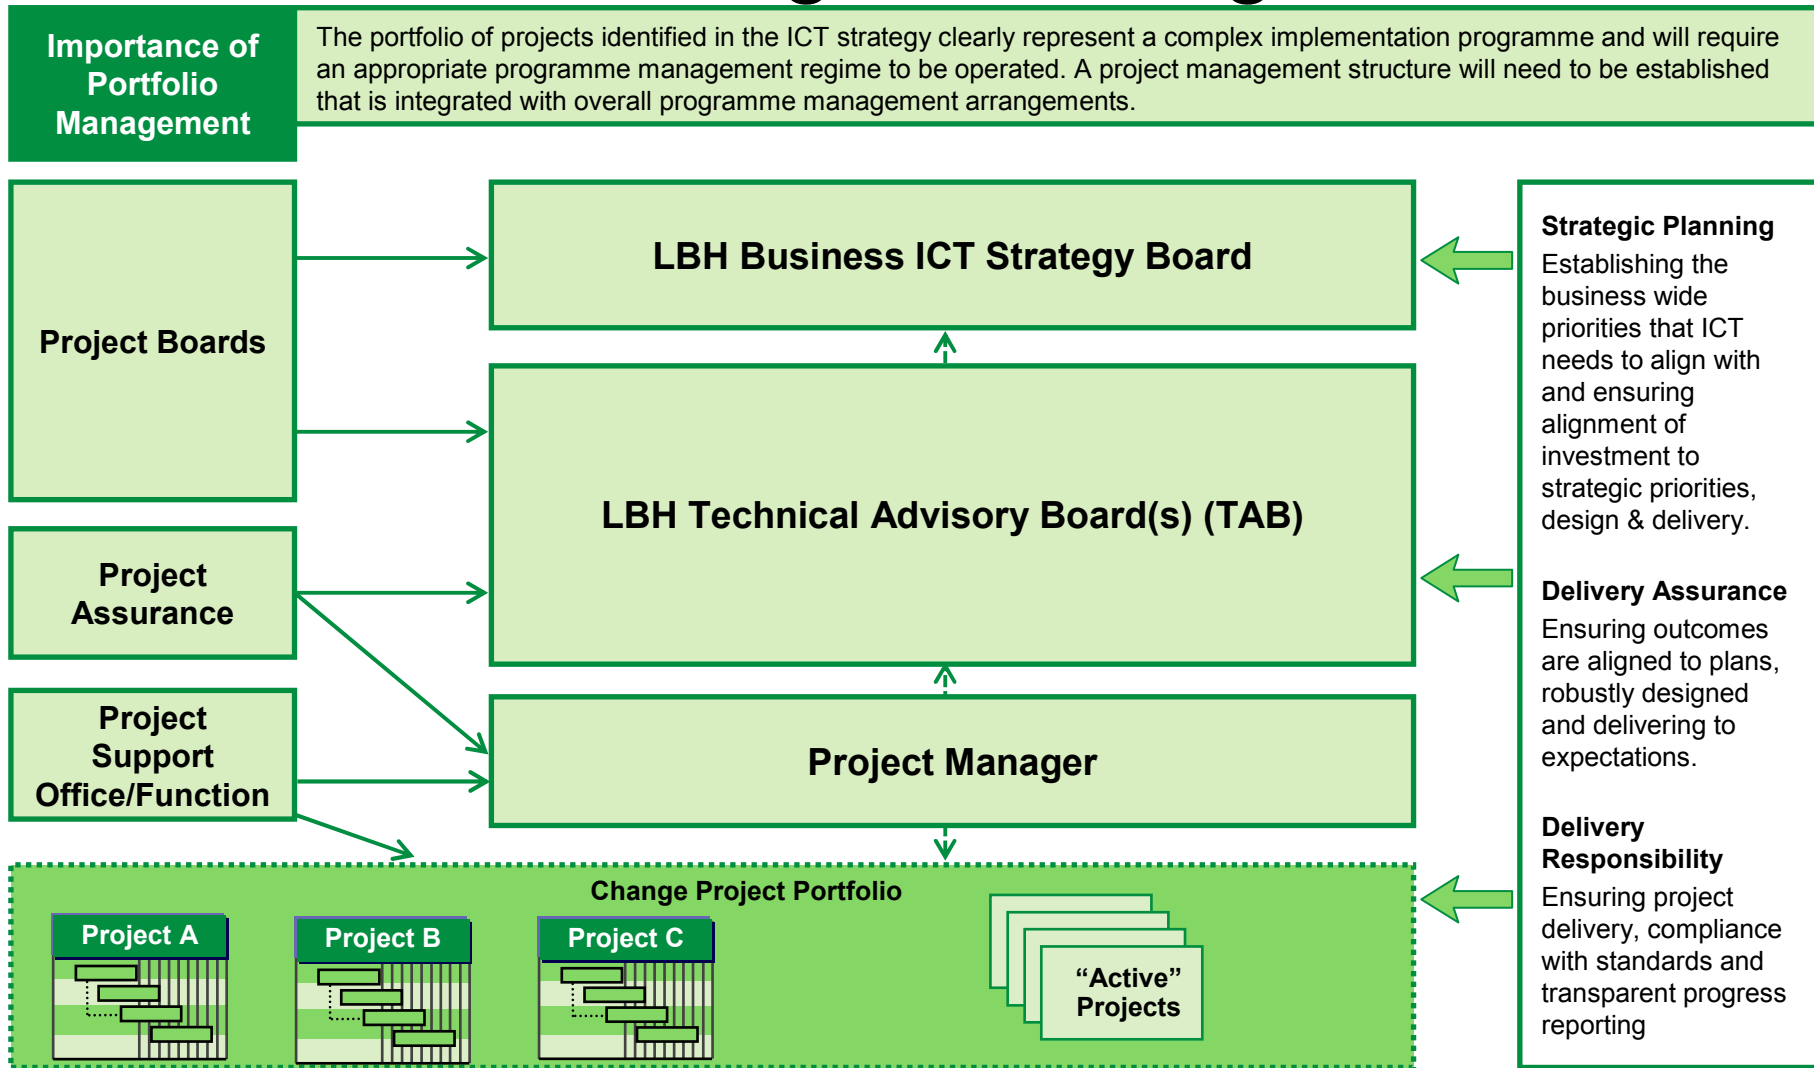 Importance of
Portfolio
Management
The portfolio of projects identified in the ICT strategy clearly represent a complex implementation programme and will require
an appropriate programme management regime to be operated. A project management structure will need to be established
that is integrated with overall programme management arrangements.
Project Boards
Project
Assurance
Project
Support
Office/Function
LBH Business ICT Strategy Board
LBH Technical Advisory Board(s) (TAB)
Project Manager
Change Project Portfolio
Project A
Project B
Project C
“Active”
Projects
Strategic Planning
Establishing the
business wide
priorities that ICT
needs to align with
and ensuring
alignment of
investment to
strategic priorities,
design & delivery.
Delivery Assurance
Ensuring outcomes
are aligned to plans,
robustly designed
and delivering to
expectations.
Delivery
Responsibility
Ensuring project
delivery, compliance
with standards and
transparent progress
reporting